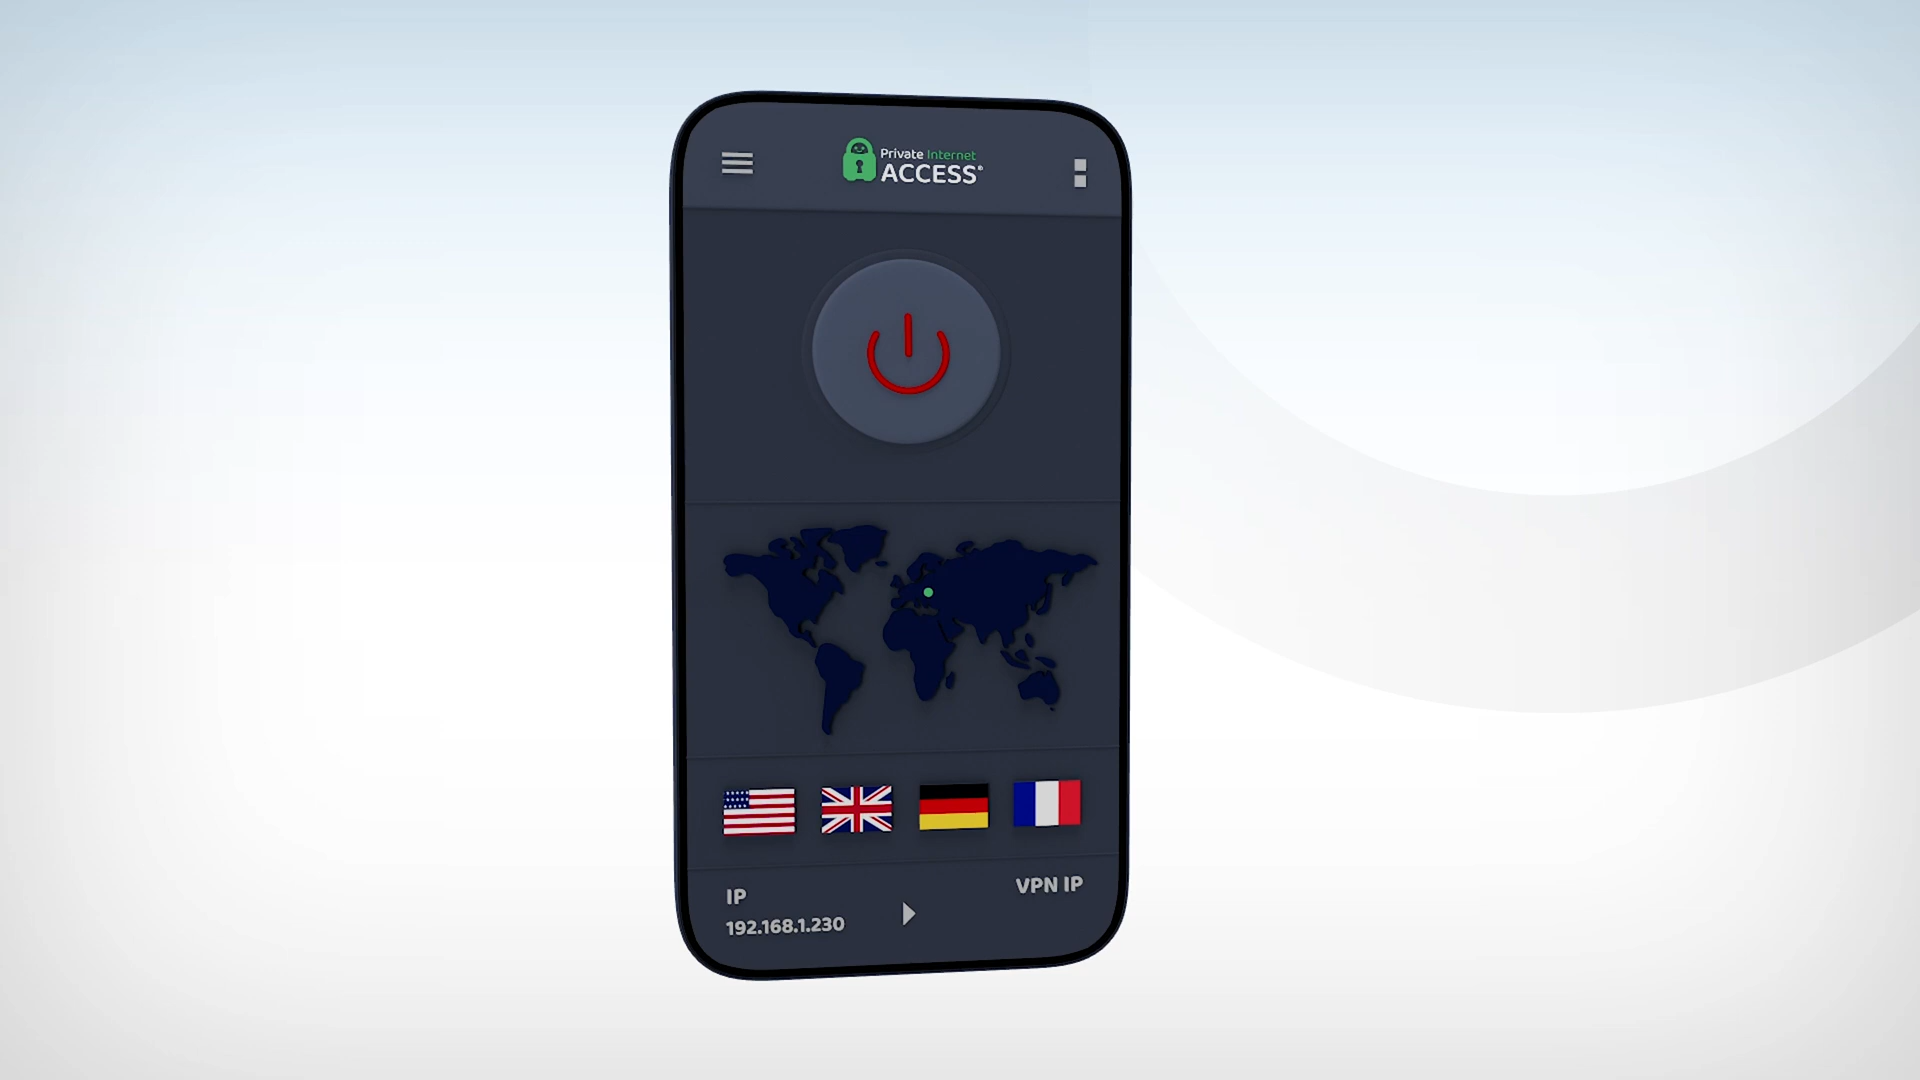 Private Internet
ACCESS®
IP
192.168.1.230
VPN IP